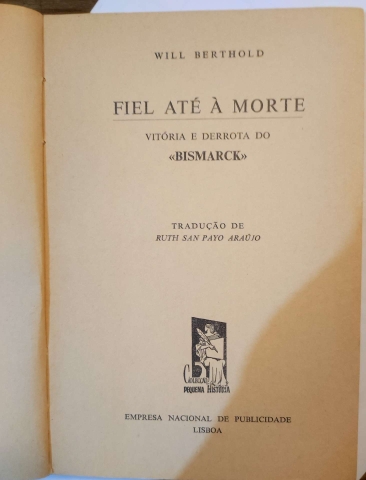 WILL BERTHOLD
FIEL ATÉ À MORTE
VITÓRIA E DERROTA DO
«BISMARCK»
TRADUÇÃO DE
RUTH SAN PAYO ARAÚJO
COLECÇÃO
PEQUENA HISTÓRIA
EMPRESA NACIONAL DE PUBLICIDADE
LISBOA